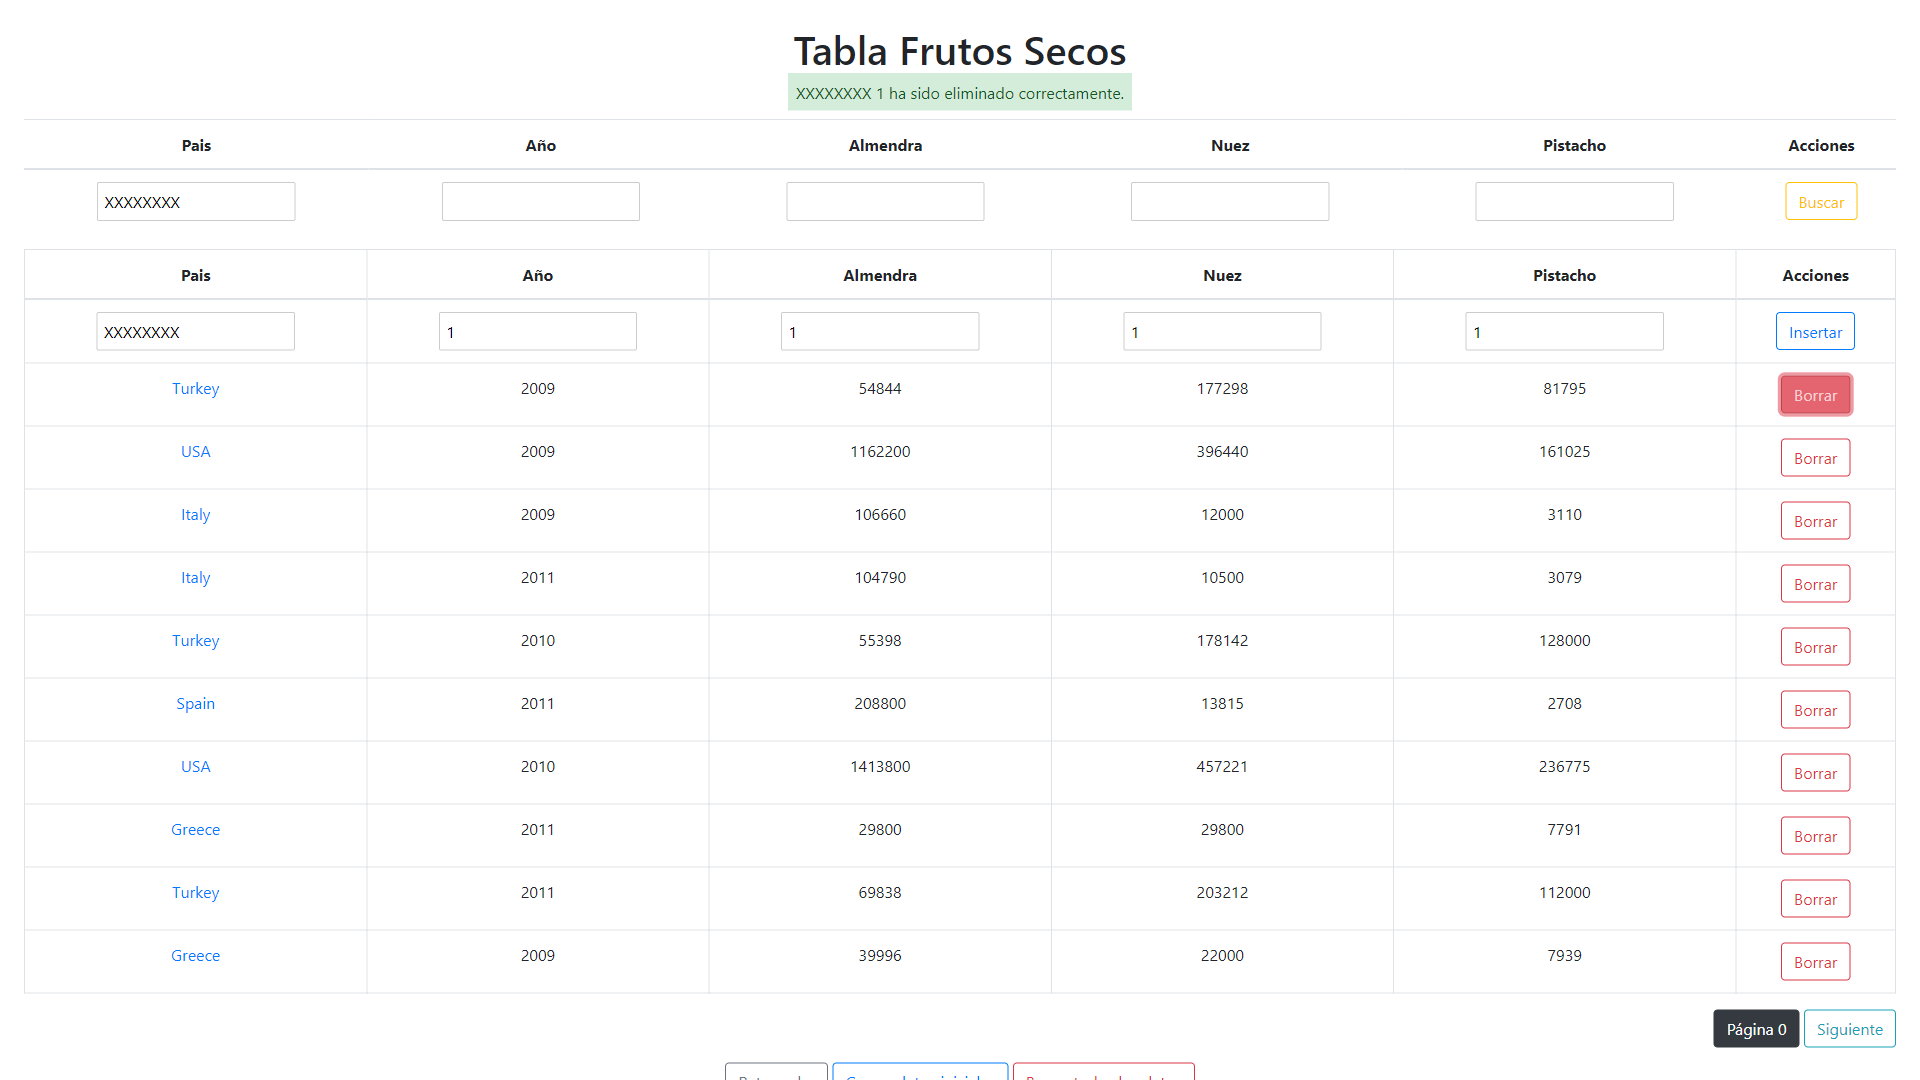 Tabla Frutos Secos
XXXXXXXX 1 ha sido eliminado correctamente.
Pais Año Almendra Nuez Pistacho Acciones
XXXXXXXX Buscar
Pais Año Almendra Nuez Pistacho Acciones
XXXXXXXX 1 1 1 1 Insertar
Turkey 2009 54844 177298 81795 Borrar
USA 2009 1162200 396440 161025 Borrar
Italy 2009 106660 12000 3110 Borrar
Italy 2011 104790 10500 3079 Borrar
Turkey 2010 55398 178142 128000 Borrar
Spain 2011 208800 13815 2708 Borrar
USA 2010 1413800 457221 236775 Borrar
Greece 2011 29800 29800 7791 Borrar
Turkey 2011 69838 203212 112000 Borrar
Greece 2009 39996 22000 7939 Borrar
Página 0 Siguiente